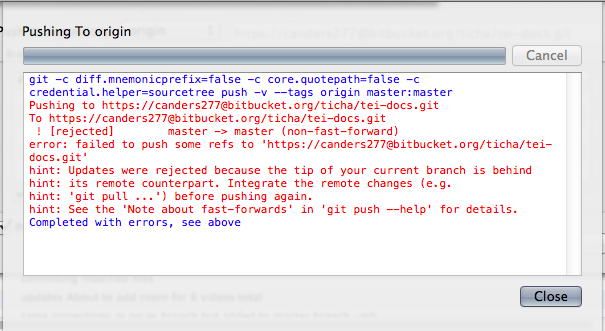 Pushing To origin
Cancel
git -c diff.mnemonicprefix=false -c core.quotepath=false -c
credential.helper=sourcetree push -v --tags origin master:master
Pushing to https://canders277@bitbucket.org/ticha/tei-docs.git
To https://canders277@bitbucket.org/ticha/tei-docs.git
! [rejected] master -> master (non-fast-forward)
error: failed to push some refs to 'https://canders277@bitbucket.org/ticha/tei-
docs.git'
hint: Updates were rejected because the tip of your current branch is behind
hint: its remote counterpart. Integrate the remote changes (e.g.
hint: 'git pull ...') before pushing again.
hint: See the 'Note about fast-forwards' in 'git push --help' for details.
Completed with errors, see above
Close